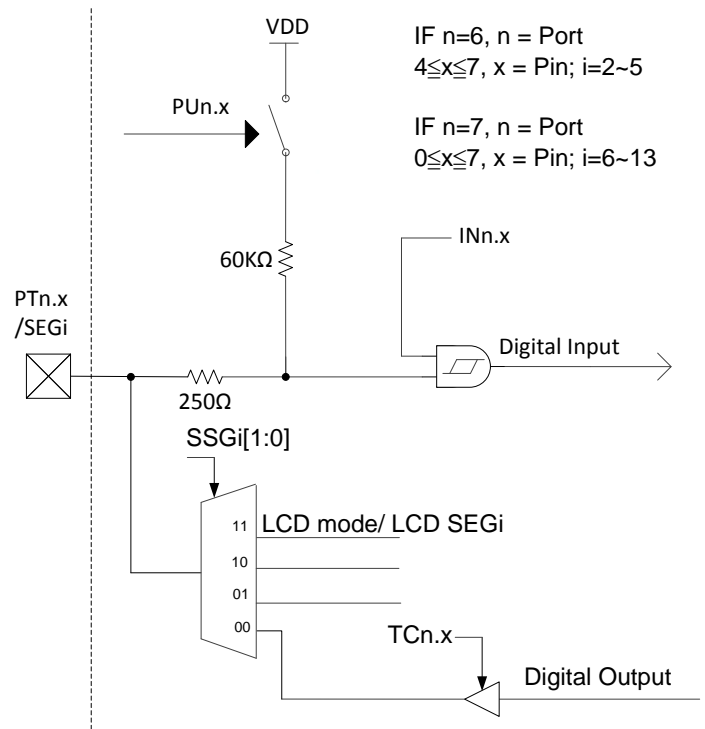 VDD
IF n=6, n = Port
4≦x≦7, x = Pin; i=2~5
PUn.x
IF n=7, n = Port
0≦x≦7, x = Pin; i=6~13
INn.x
60KΩ
PTn.x
/SEGi
Digital Input
250Ω
SSGi[1:0]
11
LCD mode/ LCD SEGi
10
01
00
TCn.x
Digital Output